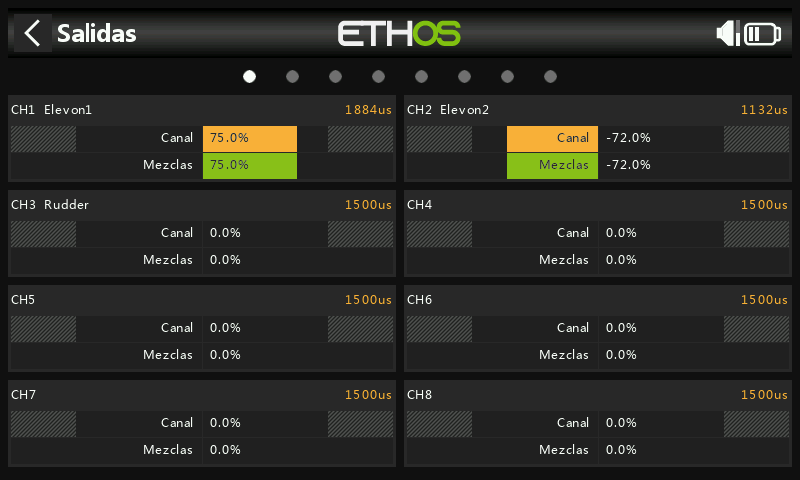 Salidas
ETHOS
CH1 Elevon1 1884us
Canal 75.0%
Mezclas 75.0%
CH2 Elevon2 1132us
Canal -72.0%
Mezclas -72.0%
CH3 Rudder 1500us
Canal 0.0%
Mezclas 0.0%
CH4 1500us
Canal 0.0%
Mezclas 0.0%
CH5 1500us
Canal 0.0%
Mezclas 0.0%
CH6 1500us
Canal 0.0%
Mezclas 0.0%
CH7 1500us
Canal 0.0%
Mezclas 0.0%
CH8 1500us
Canal 0.0%
Mezclas 0.0%